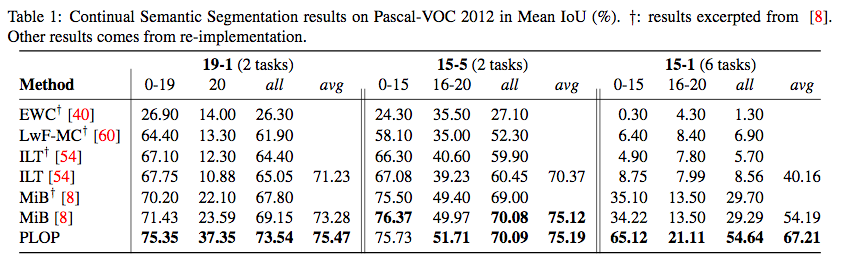 Table 1: Continual Semantic Segmentation results on Pascal-VOC 2012 in Mean IoU (%). †: results excerpted from [8].
Other results comes from re-implementation.
19-1 (2 tasks) 15-5 (2 tasks) 15-1 (6 tasks)
Method 0-19 20 all avg 0-15 16-20 all avg 0-15 16-20 all avg
EWC† [40] 26.90 14.00 26.30 24.30 35.50 27.10 0.30 4.30 1.30
LwF-MC† [60] 64.40 13.30 61.90 58.10 35.00 52.30 6.40 8.40 6.90
ILT† [54] 67.10 12.30 64.40 66.30 40.60 59.90 4.90 7.80 5.70
ILT [54] 67.75 10.88 65.05 71.23 67.08 39.23 60.45 70.37 8.75 7.99 8.56 40.16
MiB† [8] 70.20 22.10 67.80 75.50 49.40 69.00 35.10 13.50 29.70
MiB [8] 71.43 23.59 69.15 73.28 76.37 49.97 70.08 75.12 34.22 13.50 29.29 54.19
PLOP 75.35 37.35 73.54 75.47 75.73 51.71 70.09 75.19 65.12 21.11 54.64 67.21